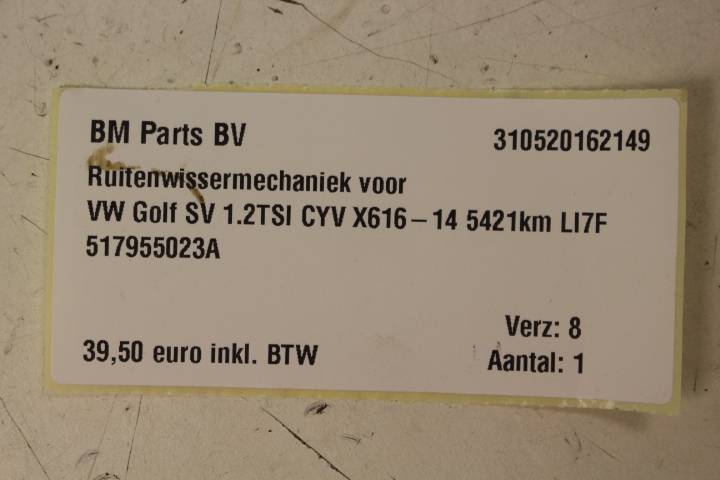 BM Parts BV 310520162149
Ruitenwissermechaniek voor
VW Golf SV 1.2TSI CYV X616-14 5421km LI7F
517955023A
Verz: 8
39,50 euro inkl. BTW Aantal: 1